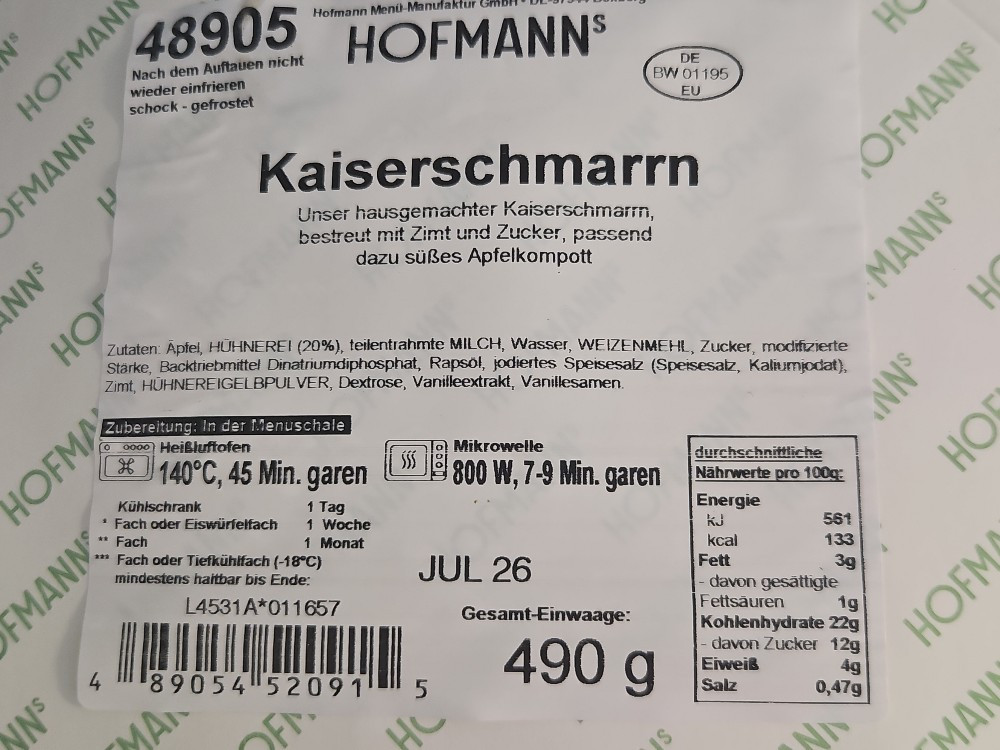 Hofmann Menü-Manufaktur GmbH
48905
HOFMANNS
Nach dem Auftauen nicht
wieder einfrieren
schock - gefrostet
DE
BW 01195
EU
Kaiserschmarrn
Unser hausgemachter Kaiserschmarrn,
bestreut mit Zimt und Zucker, passend
dazu süßes Apfelkompott
Zutaten: Äpfel, HÜHNEREI (20%), teilentrahmte MILCH, Wasser, WEIZENMEHL, Zucker, modifizierte
Stärke, Backtriebmittel Dinatriumdiphosphat, Rapsöl, jodiertes Speisesalz (Speisesalz, Kaliumjodat),
Zimt, HÜHNEREIGELBPULVER, Dextrose, Vanilleextrakt, Vanillesamen.
Zubereitung: In der Menuschale
Heißluftofen
140°C, 45 Min. garen
Mikrowelle
800 W, 7-9 Min. garen
Kühlschrank 1 Tag
* Fach oder Eiswürfelfach 1 Woche
** Fach 1 Monat
*** Fach oder Tiefkühlfach (-18°C)
mindestens haltbar bis Ende:
JUL 26
L4531A*011657
4 89054 52091 5
Gesamt-Einwaage:
490 g
durchschnittliche
Nährwerte pro 100g:
Energie
kJ 561
kcal 133
Fett 3g
- davon gesättigte
Fettsäuren 1g
Kohlenhydrate 22g
- davon Zucker 12g
Eiweiß 4g
Salz 0,47g